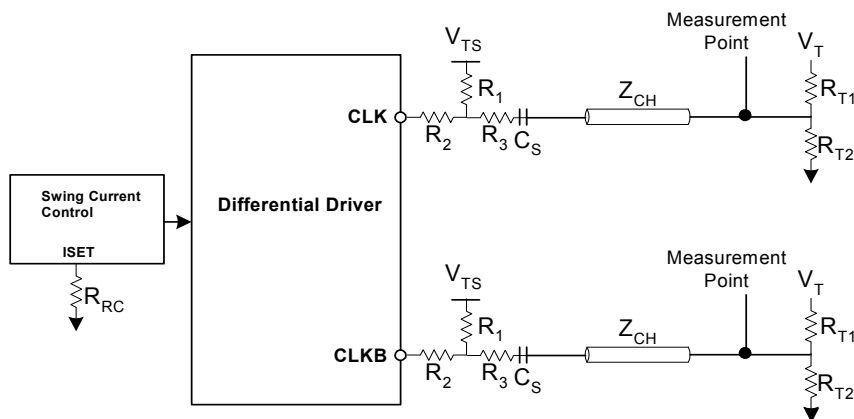 Measurement
Point
V_TS
V_T
R_1
R_T1
Z_CH
CLK
R_2
R_3
C_S
R_T2
Swing Current
Control
Differential Driver
ISET
R_RC
Measurement
Point
V_TS
V_T
R_1
R_T1
Z_CH
CLKB
R_2
R_3
C_S
R_T2